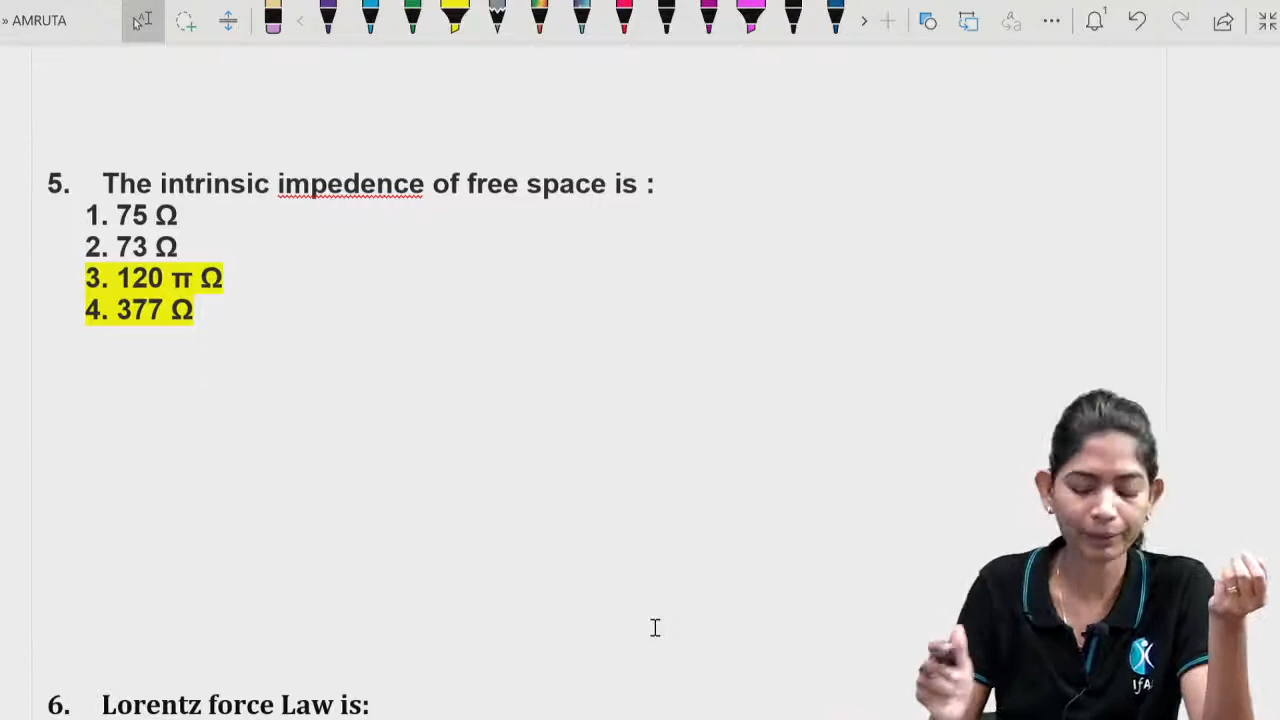 » AMRUTA
5. The intrinsic impedence of free space is :
1. 75 Ω
2. 73 Ω
3. 120 π Ω
4. 377 Ω
6. Lorentz force Law is: